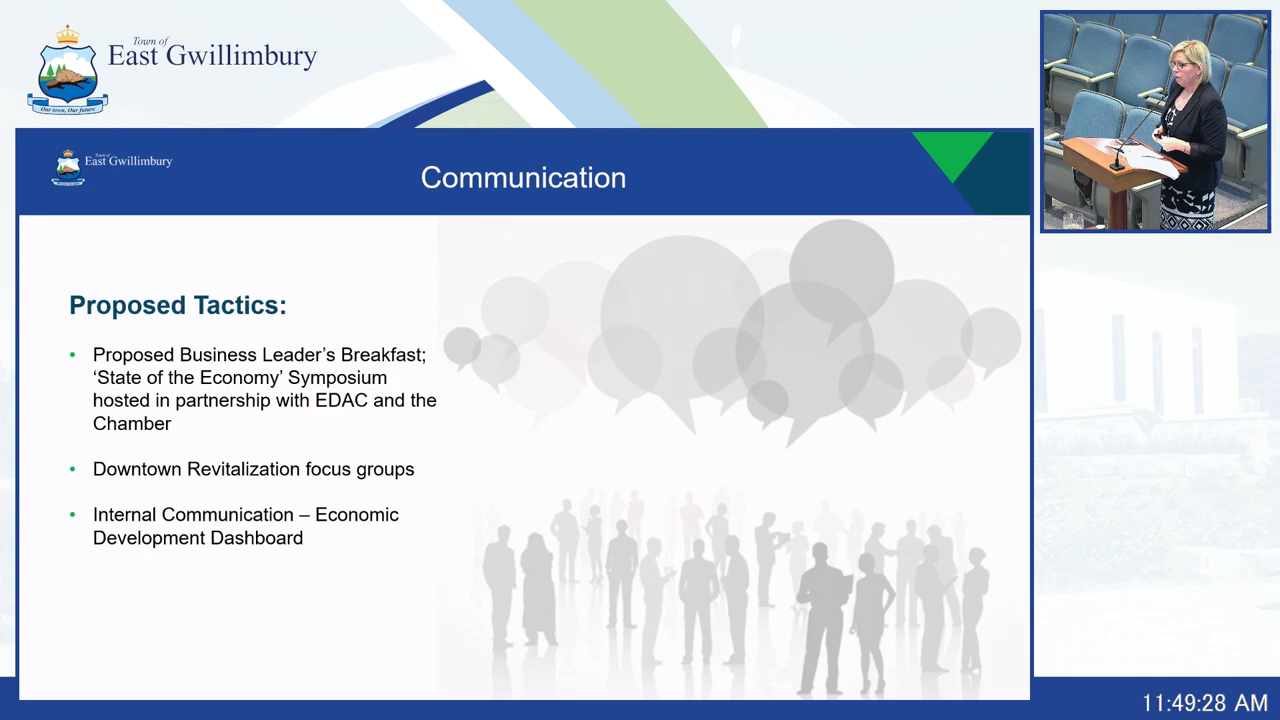 Town of
East Gwillimbury
Our town, Our future
Town of
East Gwillimbury
Communication
Proposed Tactics:
• Proposed Business Leader’s Breakfast;
‘State of the Economy’ Symposium
hosted in partnership with EDAC and the
Chamber
• Downtown Revitalization focus groups
• Internal Communication – Economic
Development Dashboard
11:49:28 AM